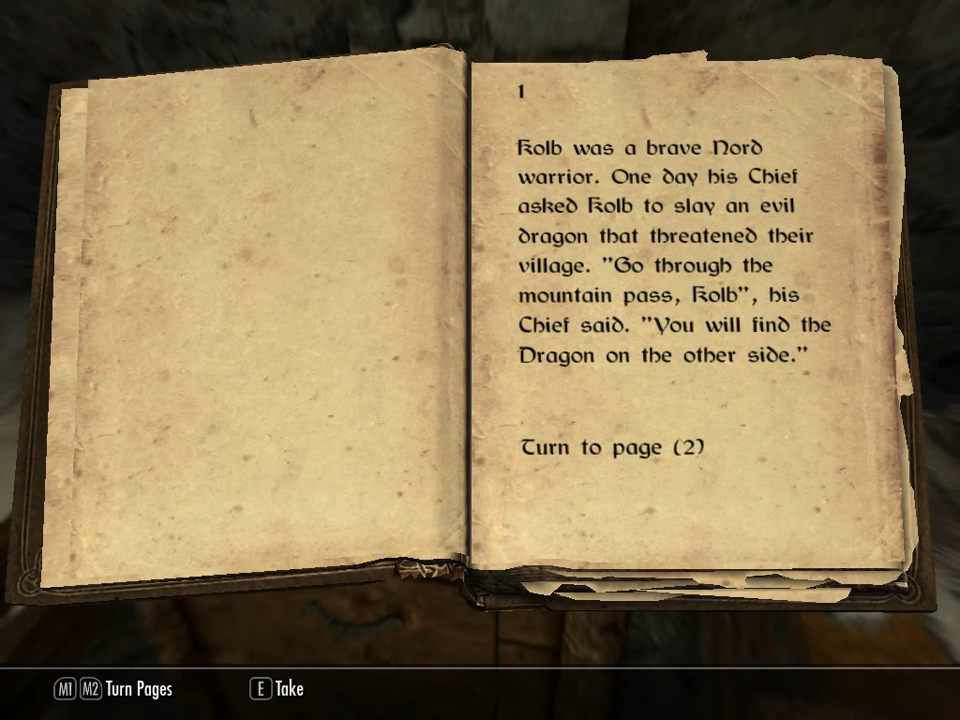 1
Kolb was a brave Nord
warrior. One day his Chief
asked Kolb to slay an evil
dragon that threatened their
village. "Go through the
mountain pass, Kolb", his
Chief said. "You will find the
Dragon on the other side."
Turn to page (2)
M1 M2 Turn Pages E Take